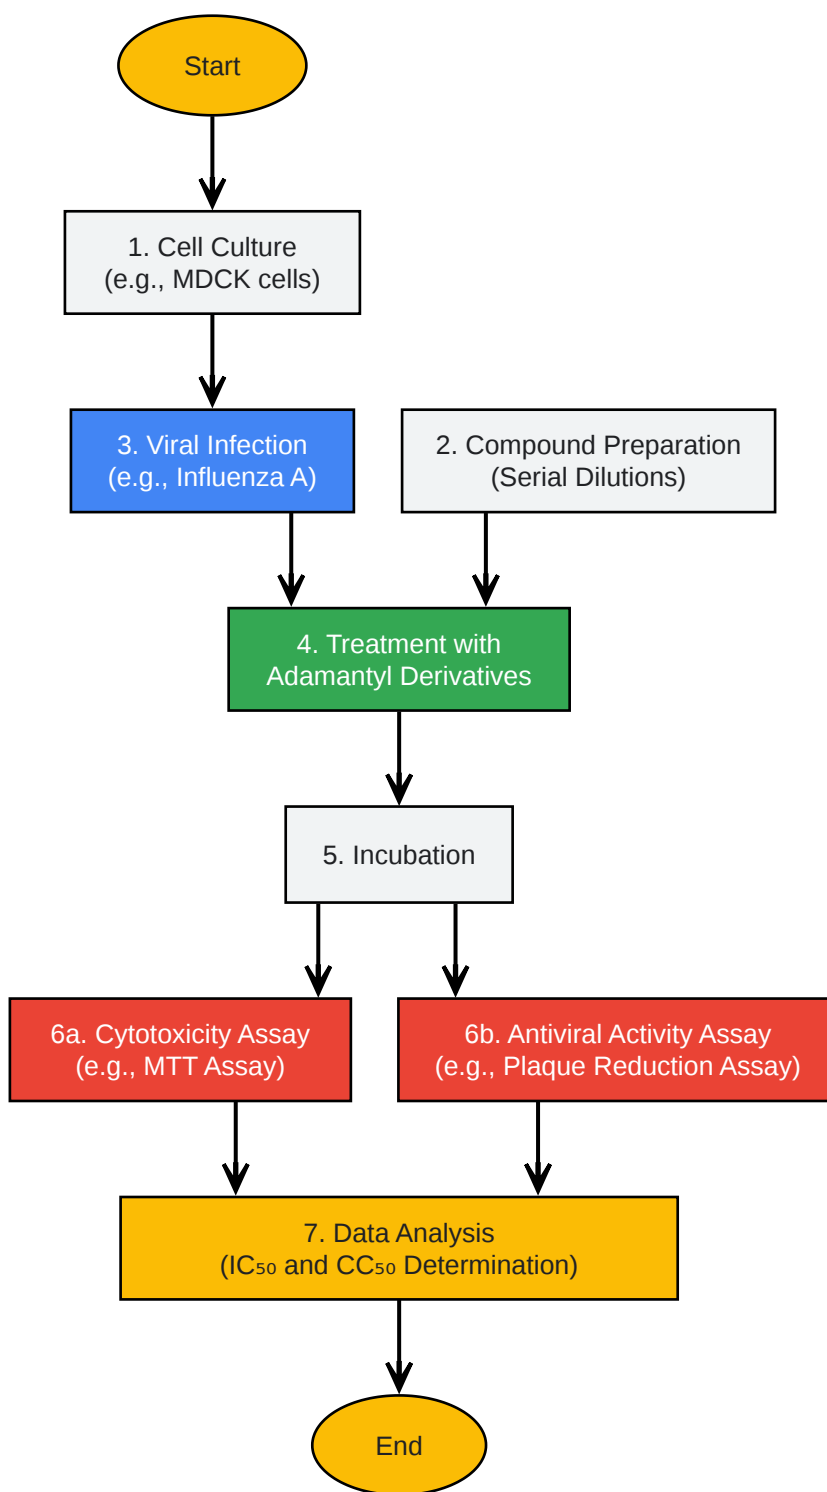 Start
1. Cell Culture
(e.g., MDCK cells)
3. Viral Infection
(e.g., Influenza A)
2. Compound Preparation
(Serial Dilutions)
4. Treatment with
Adamantyl Derivatives
5. Incubation
6a. Cytotoxicity Assay
(e.g., MTT Assay)
6b. Antiviral Activity Assay
(e.g., Plaque Reduction Assay)
7. Data Analysis
(IC₅₀ and CC₅₀ Determination)
End